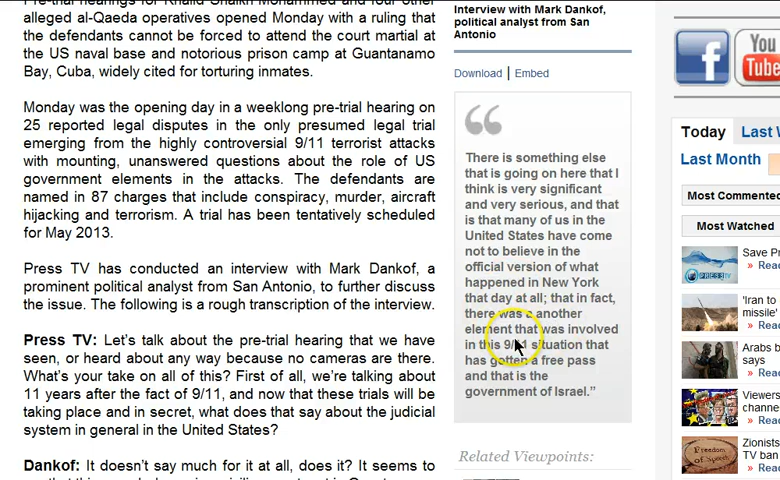 Pre-trial hearings for Khalid Shaikh Mohammed and four other
alleged al-Qaeda operatives opened Monday with a ruling that
the defendants cannot be forced to attend the court martial at
the US naval base and notorious prison camp at Guantanamo
Bay, Cuba, widely cited for torturing inmates.
Monday was the opening day in a weeklong pre-trial hearing on
25 reported legal disputes in the only presumed legal trial
emerging from the highly controversial 9/11 terrorist attacks
with mounting, unanswered questions about the role of US
government elements in the attacks. The defendants are
named in 87 charges that include conspiracy, murder, aircraft
hijacking and terrorism. A trial has been tentatively scheduled
for May 2013.
Press TV has conducted an interview with Mark Dankof, a
prominent political analyst from San Antonio, to further discuss
the issue. The following is a rough transcription of the interview.
Press TV: Let's talk about the pre-trial hearing that we have
seen, or heard about any way because no cameras are there.
What's your take on all of this? First of all, we're talking about
11 years after the fact of 9/11, and now that these trials will be
taking place and in secret, what does that say about the judicial
system in general in the United States?
Dankof: It doesn't say much for it at all, does it? It seems to
Interview with Mark Dankof,
political analyst from San
Antonio
Download | Embed
“
There is something else
that is going on here that I
think is very significant
and very serious, and that
is that many of us in the
United States have come
not to believe in the
official version of what
happened in New York
that day at all; that in fact,
there was a another
element that was involved
in this 9/11 situation that
has gotten a free pass
and that is the
government of Israel.”
Related Viewpoints:
f
You
Tube
Today
Last W
Last Month
Most Commented
Most Watched
Save Pr
» Read
'Iran to
missile'
» Read
Arabs b
says
» Read
Viewers
channe
» Read
Freedom
of Speech
Zionists
TV ban
» Read